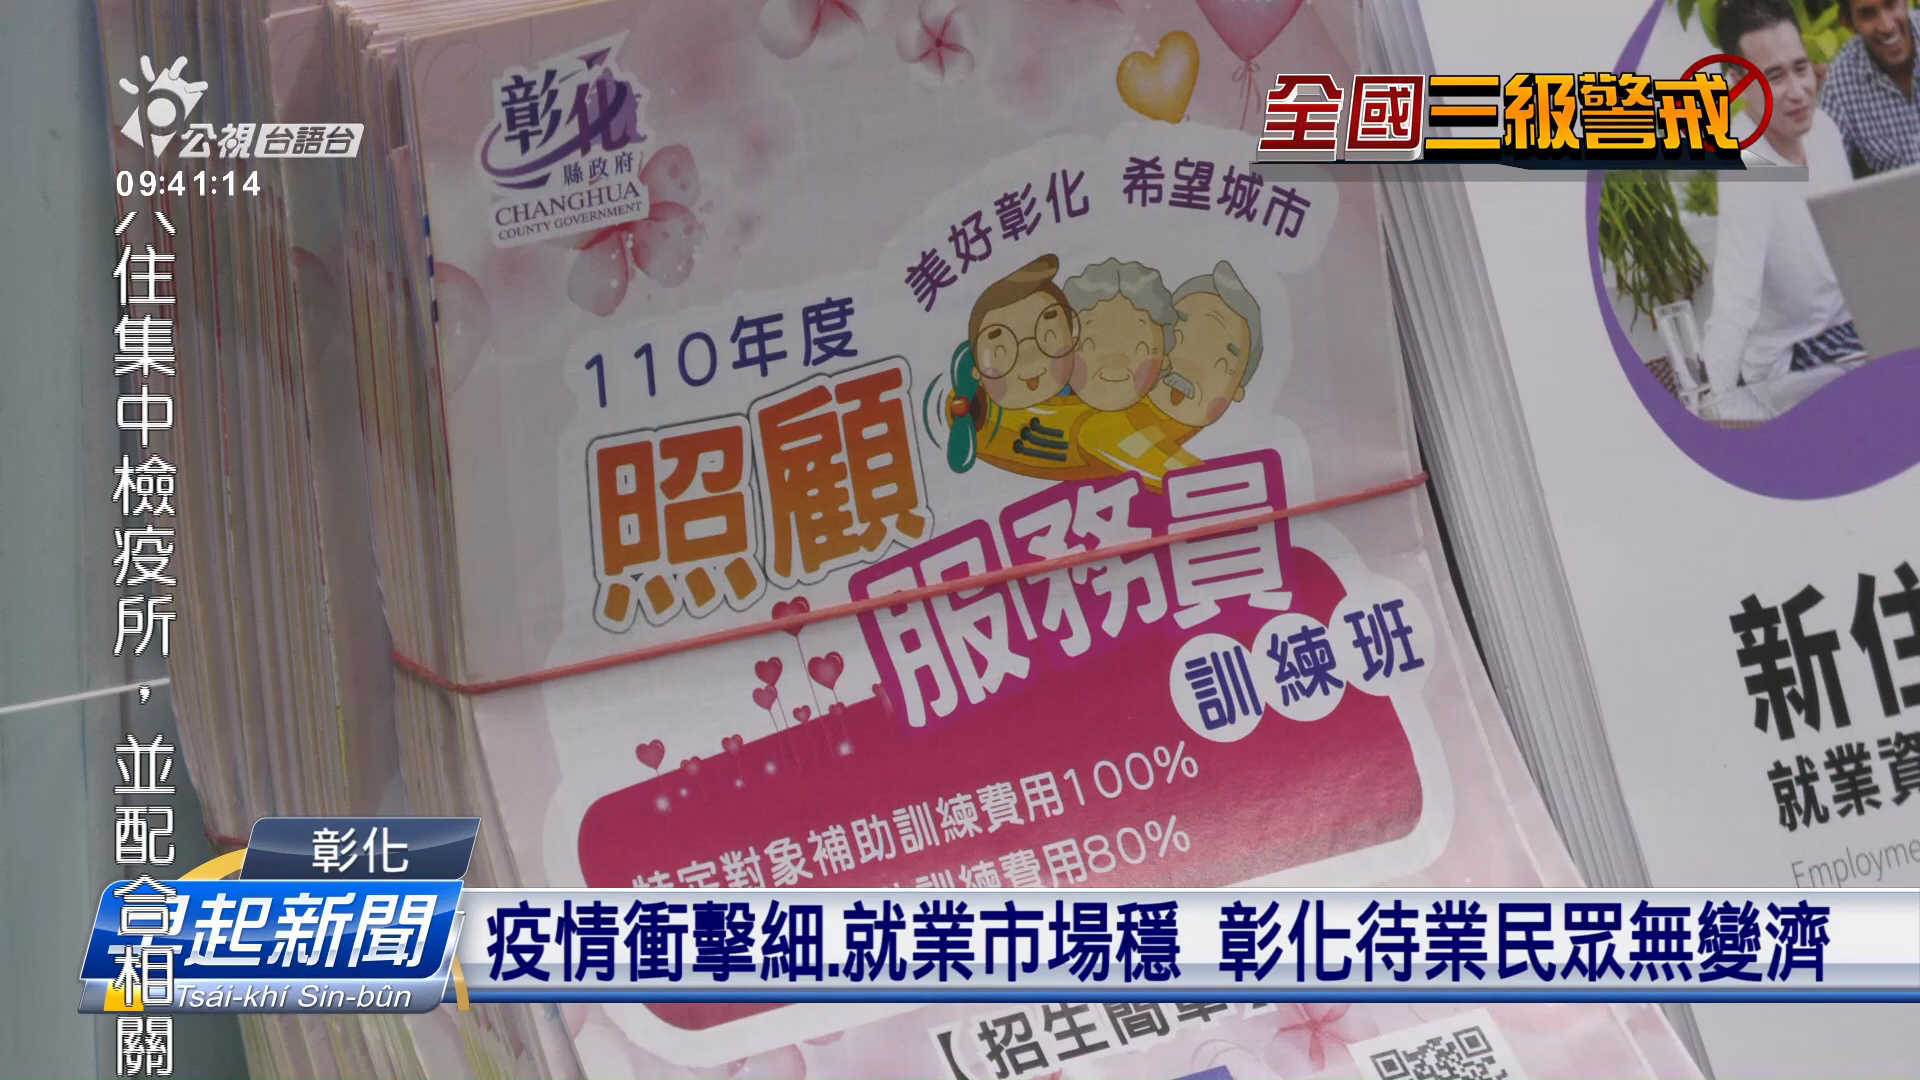 公視台語台
09:41:14
全國三級警戒
住集中檢疫所，並配合相關
彰化
縣政府
CHANGHUA
COUNTY GOVERNMENT
美好彰化 希望城市
110年度
照顧
服務員
訓練班
特定對象補助訓練費用100%
訓練費用80%
【招生簡章
新住
就業資
Employme
彰化
早起新聞
Tsái-khí Sin-bûn
疫情衝擊細.就業市場穩 彰化待業民眾無變濟